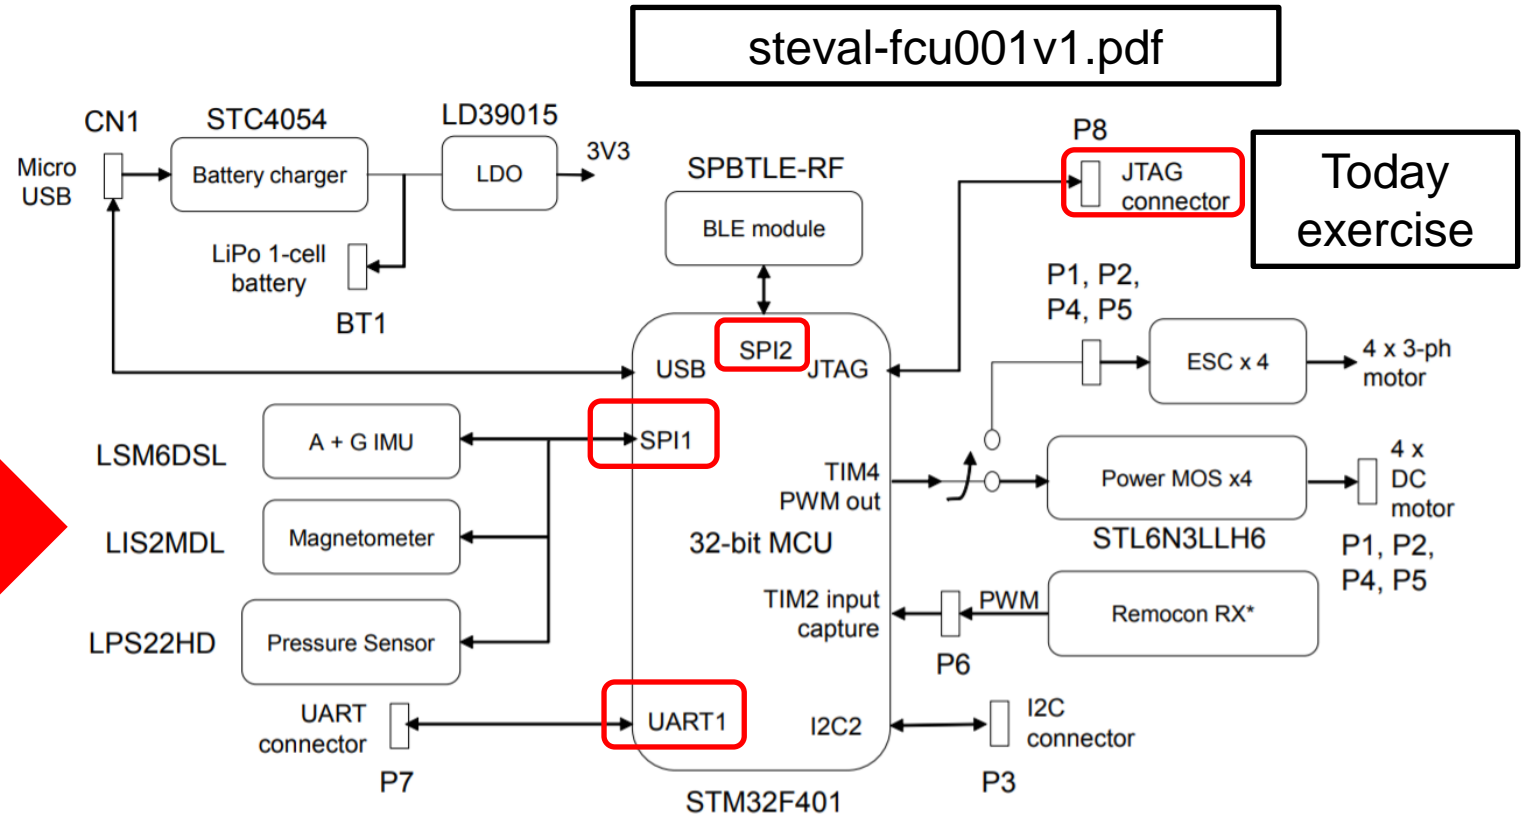 steval-fcu001v1.pdf
CN1
STC4054
LD39015
Micro
USB
Battery charger
LDO
3V3
LiPo 1-cell
battery
BT1
SPBTLE-RF
BLE module
P8
JTAG
connector
Today
exercise
P1, P2,
P4, P5
USB
SPI2
JTAG
ESC x 4
4 x 3-ph
motor
LSM6DSL
A + G IMU
SPI1
TIM4
PWM out
Power MOS x4
STL6N3LLH6
4 x
DC
motor
P1, P2,
P4, P5
LIS2MDL
Magnetometer
32-bit MCU
LPS22HD
Pressure Sensor
TIM2 input
capture
PWM
Remocon RX*
P6
UART
connector
P7
UART1
I2C2
I2C
connector
P3
STM32F401